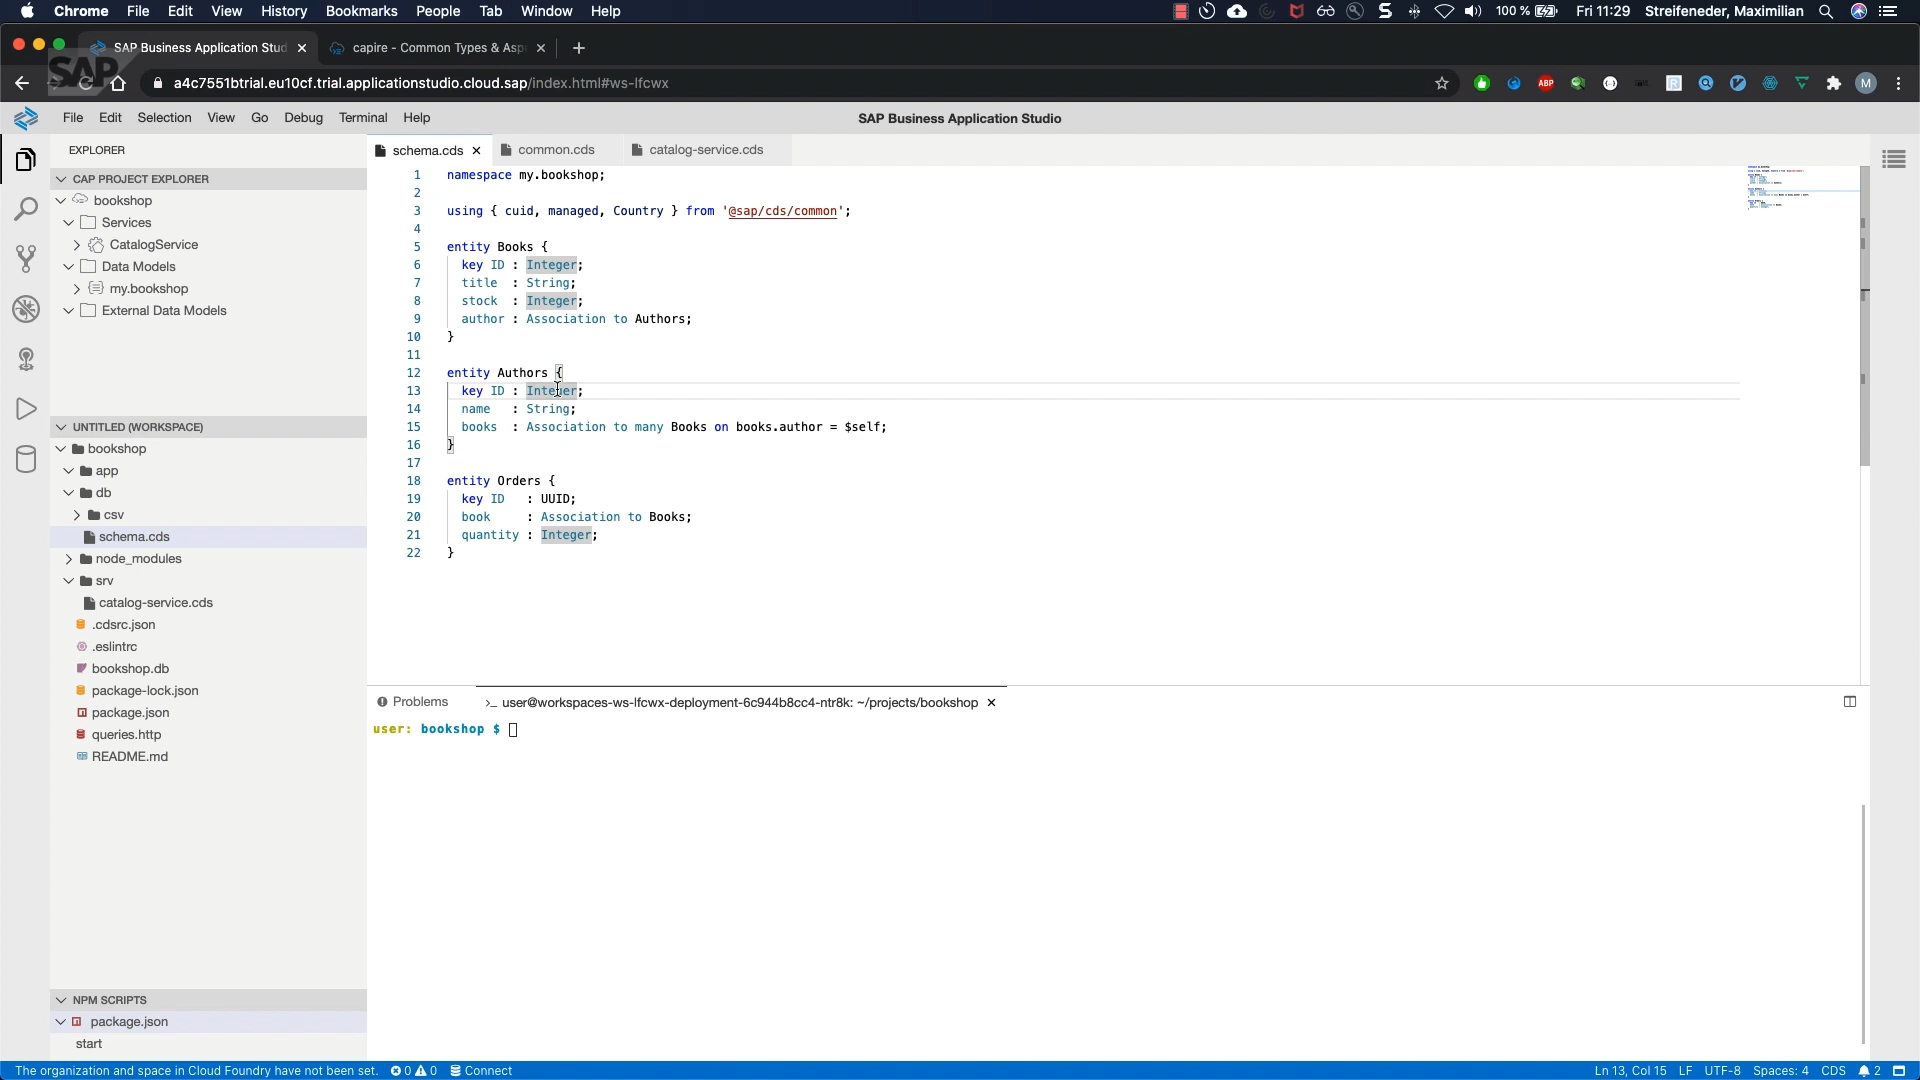 Chrome File Edit View History Bookmarks People Tab Window Help 100 % Fri 11:29 Streifeneder, Maximilian
SAP Business Application Stud capire - Common Types & Asp
SAP
a4c7551btrial.eu10cf.trial.applicationstudio.cloud.sap/index.html#ws-lfcwx
ABP
M
File Edit Selection View Go Debug Terminal Help SAP Business Application Studio
EXPLORER
CAP PROJECT EXPLORER
bookshop
Services
CatalogService
Data Models
my.bookshop
External Data Models
UNTITLED (WORKSPACE)
bookshop
app
db
csv
schema.cds
node_modules
srv
catalog-service.cds
.cdsrc.json
.eslintrc
bookshop.db
package-lock.json
package.json
queries.http
README.md
NPM SCRIPTS
package.json
start
schema.cds common.cds catalog-service.cds
1 namespace my.bookshop;
2
3 using { cuid, managed, Country } from '@sap/cds/common';
4
5 entity Books {
6 key ID : Integer;
7 title : String;
8 stock : Integer;
9 author : Association to Authors;
10 }
11
12 entity Authors {
13 key ID : Integer;
14 name : String;
15 books : Association to many Books on books.author = $self;
16 }
17
18 entity Orders {
19 key ID : UUID;
20 book : Association to Books;
21 quantity : Integer;
22 }
Problems >_ user@workspaces-ws-lfcwx-deployment-6c944b8cc4-ntr8k: ~/projects/bookshop
user: bookshop $
The organization and space in Cloud Foundry have not been set. 0 0 Connect Ln 13, Col 15 LF UTF-8 Spaces: 4 CDS 2